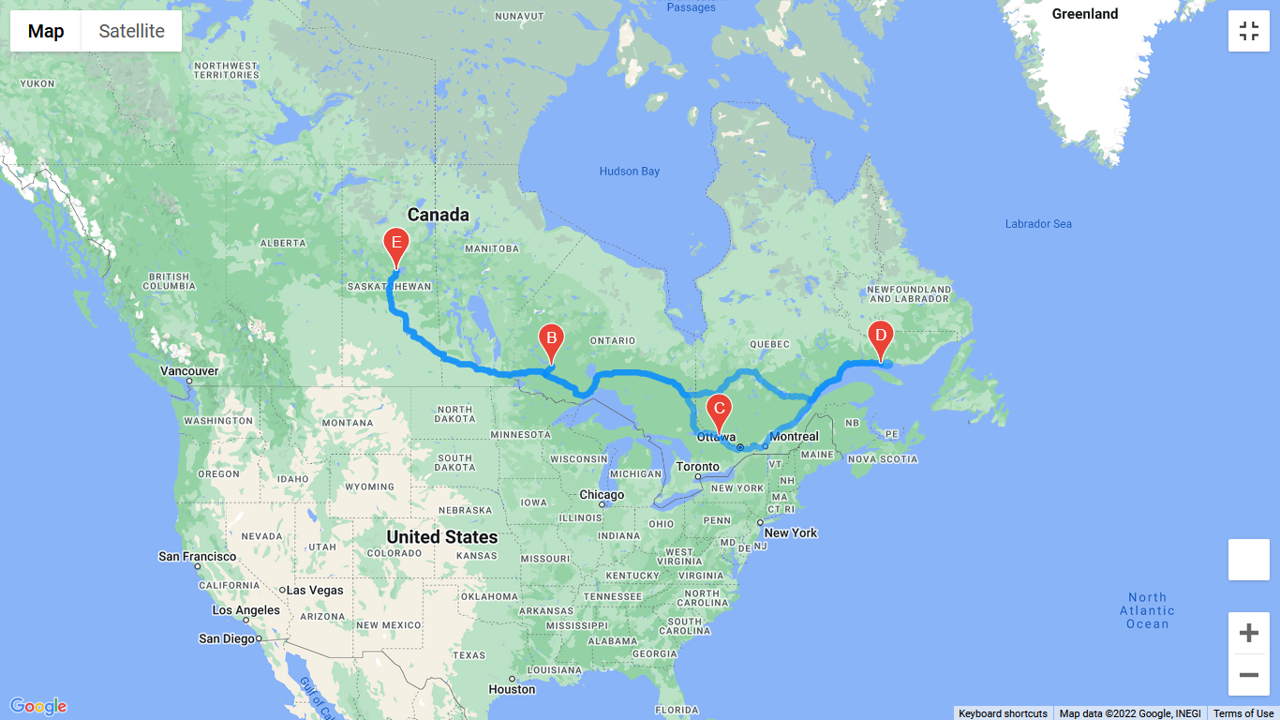 Map
Satellite
Passages
NUNAVUT
Greenland
NORTHWEST
TERRITORIES
YUKON
Hudson Bay
Canada
Labrador Sea
ALBERTA
MANITOBA
E
BRITISH
COLUMBIA
SASKATCHEWAN
NEWFOUNDLAND
AND LABRADOR
B
ONTARIO
QUEBEC
D
Vancouver
C
WASHINGTON
MONTANA
NORTH
DAKOTA
MINNESOTA
Ottawa
Montreal
NB
PE
MAINE
NOVA SCOTIA
OREGON
IDAHO
WYOMING
SOUTH
DAKOTA
WISCONSIN
MICHIGAN
Toronto
VT
NH
NEW YORK
MA
CT RI
Chicago
IOWA
NEBRASKA
ILLINOIS
INDIANA
OHIO
PENN
New York
NEVADA
UTAH
COLORADO
United States
KANSAS
MISSOURI
WEST
VIRGINIA
MD
DE
NJ
San Francisco
CALIFORNIA
Las Vegas
KENTUCKY
VIRGINIA
Los Angeles
ARIZONA
NEW MEXICO
OKLAHOMA
ARKANSAS
TENNESSEE
NORTH
CAROLINA
MISSISSIPPI
SOUTH
CAROLINA
San Diego
TEXAS
ALABAMA
GEORGIA
LOUISIANA
Houston
FLORIDA
Gulf of
North
Atlantic
Ocean
Google
Keyboard shortcuts
Map data ©2022 Google, INEGI
Terms of Use